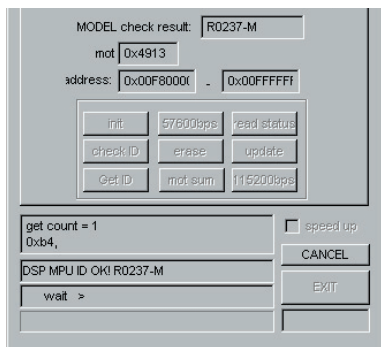 MODEL check result: R0237-M
mot 0x4913
address: 0x00F8000( - 0x00FFFFFF
init 57600bps read status
check ID erase update
Get ID mot sum 115200bps
get count = 1
0xb4,
speed up
CANCEL
DSP MPU ID OK! R0237-M
EXIT
wait >